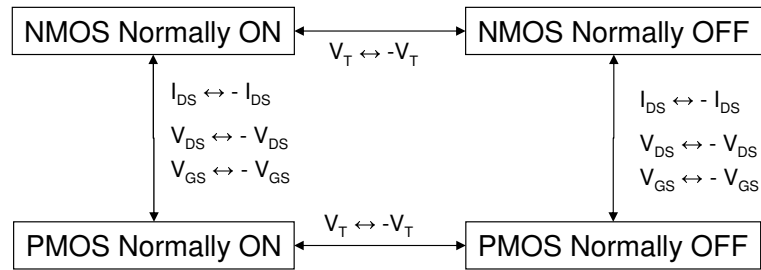 NMOS Normally ON
NMOS Normally OFF
V_T ↔ -V_T
I_DS ↔ - I_DS
V_DS ↔ - V_DS
V_GS ↔ - V_GS
I_DS ↔ - I_DS
V_DS ↔ - V_DS
V_GS ↔ - V_GS
V_T ↔ -V_T
PMOS Normally ON
PMOS Normally OFF